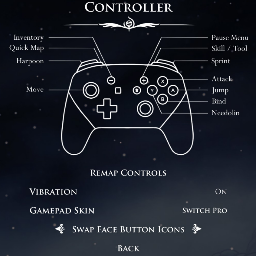 CONTROLLER
Inventory
Quick Map
Harpoon
Move
Pause Menu
Skill / Tool
Sprint
Attack
Jump
Bind
Needolin
REMAP CONTROLS
VIBRATION ON
GAMEPAD SKIN SWITCH PRO
SWAP FACE BUTTON ICONS
BACK